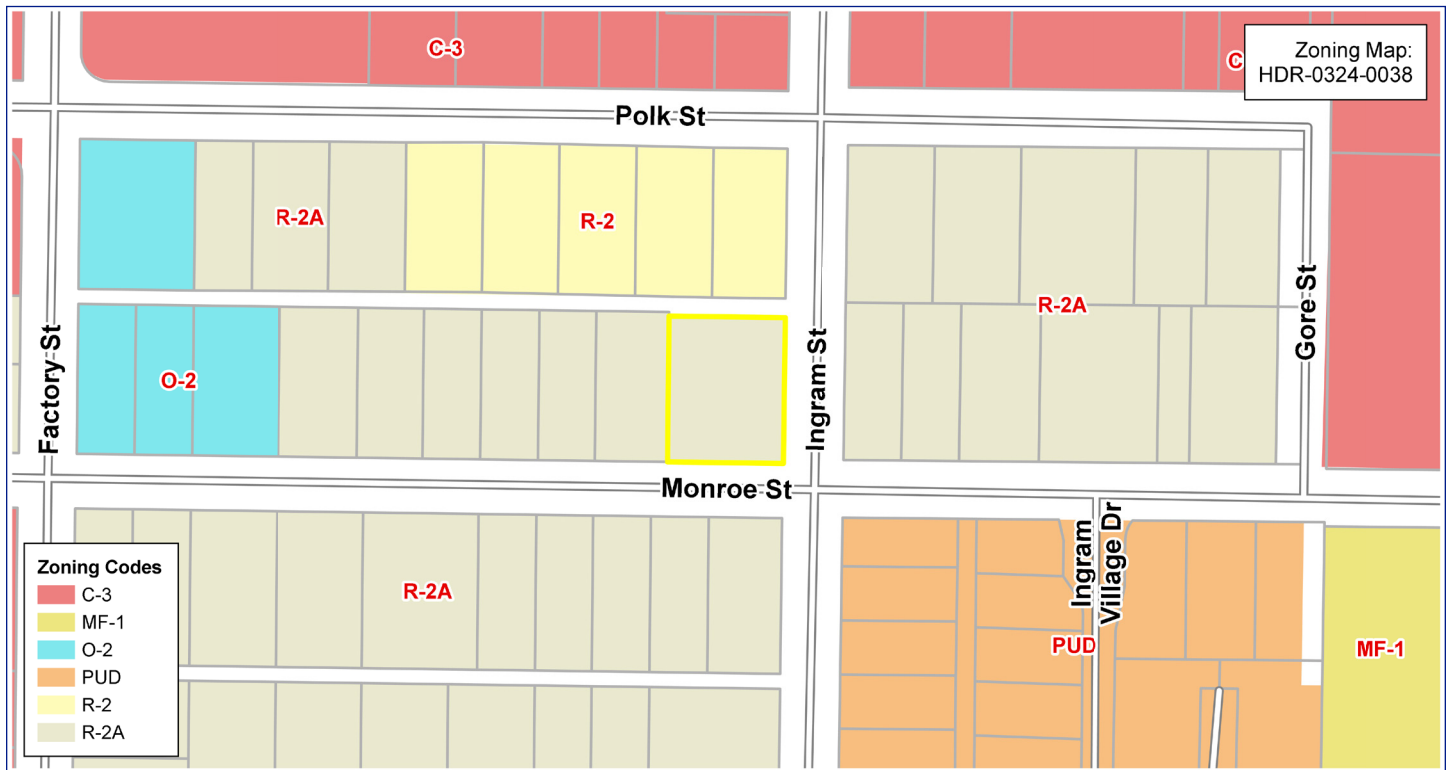 C-3
C
Zoning Map:
HDR-0324-0038
Polk St
R-2A
R-2
R-2A
Factory St
O-2
Ingram St
Gore St
Monroe St
Ingram
Village Dr
R-2A
PUD
MF-1
Zoning Codes
C-3
MF-1
O-2
PUD
R-2
R-2A